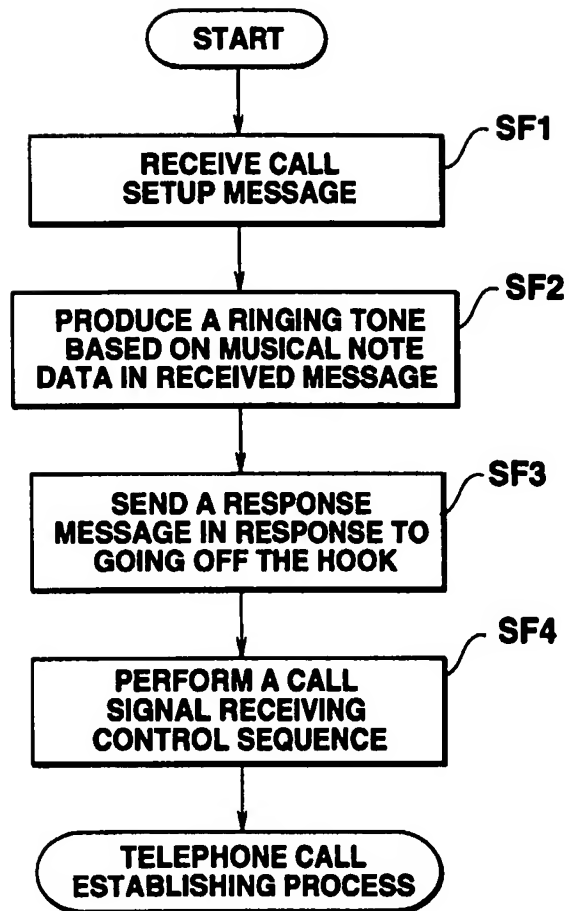 START
SF1
RECEIVE CALL
SETUP MESSAGE
SF2
PRODUCE A RINGING TONE
BASED ON MUSICAL NOTE
DATA IN RECEIVED MESSAGE
SF3
SEND A RESPONSE
MESSAGE IN RESPONSE TO
GOING OFF THE HOOK
SF4
PERFORM A CALL
SIGNAL RECEIVING
CONTROL SEQUENCE
TELEPHONE CALL
ESTABLISHING PROCESS